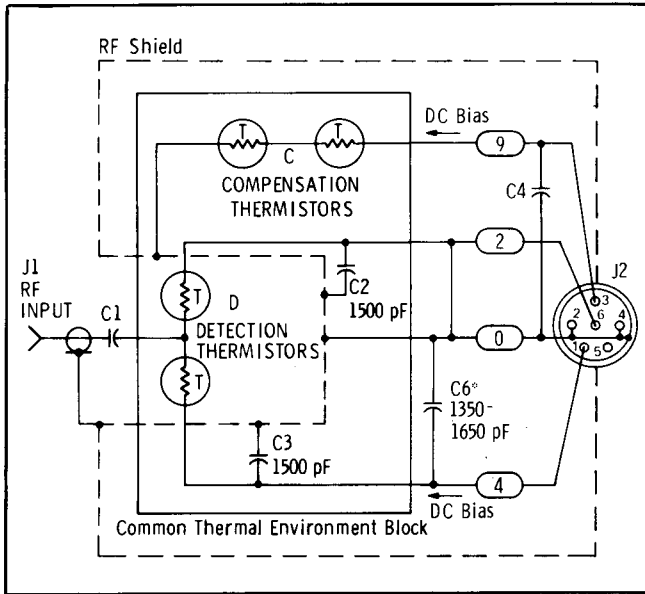 RF Shield
DC Bias
9
T
T
C
COMPENSATION
THERMISTORS
C4
2
J1
RF
INPUT
C1
T
D
DETECTION
THERMISTORS
C2
1500 pF
J2
3
2
6
4
1
5
0
T
C6*
1350-
1650 pF
C3
1500 pF
4
DC Bias
Common Thermal Environment Block